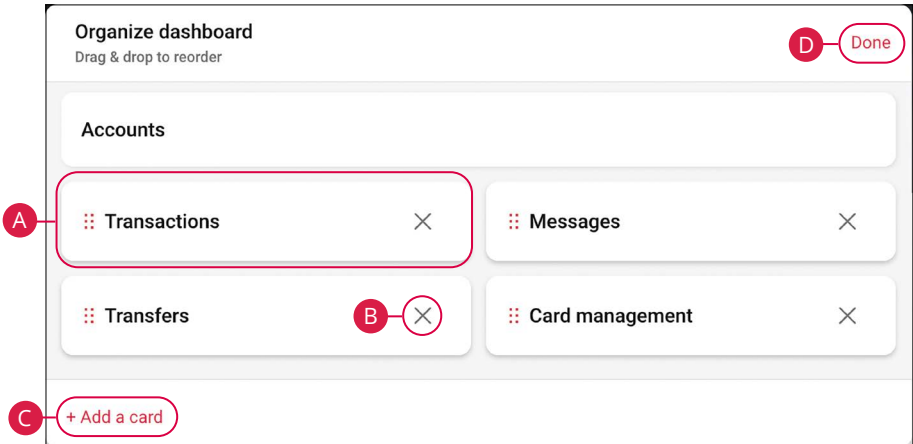 Organize dashboard
Drag & drop to reorder
D
Done
Accounts
A
Transactions
Messages
Transfers
B
Card management
C
+ Add a card